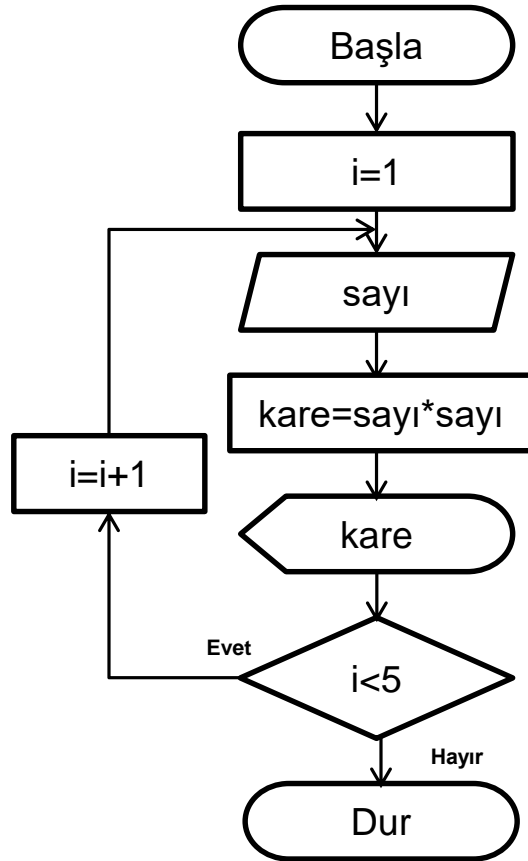 Başla
i=1
sayı
kare=sayı*sayı
i=i+1
kare
Evet
i<5
Hayır
Dur